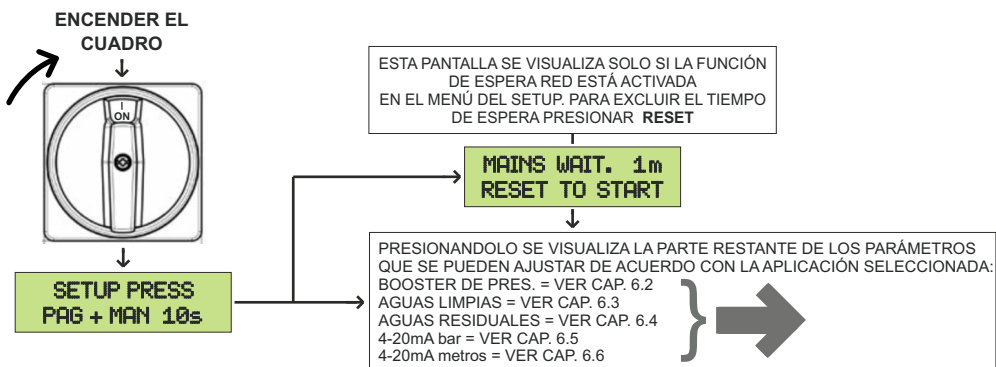 ENCENDER EL
CUADRO
I
ON
SETUP PRESS
PAG + MAN 10s
ESTA PANTALLA SE VISUALIZA SOLO SI LA FUNCIÓN
DE ESPERA RED ESTÁ ACTIVADA
EN EL MENÚ DEL SETUP. PARA EXCLUIR EL TIEMPO
DE ESPERA PRESIONAR RESET
MAINS WAIT. 1m
RESET TO START
PRESIONANDOLO SE VISUALIZA LA PARTE RESTANTE DE LOS PARÁMETROS
QUE SE PUEDEN AJUSTAR DE ACUERDO CON LA APLICACIÓN SELECCIONADA:
BOOSTER DE PRES. = VER CAP. 6.2
AGUAS LIMPIAS = VER CAP. 6.3
AGUAS RESIDUALES = VER CAP. 6.4
4-20mA bar = VER CAP. 6.5
4-20mA metros = VER CAP. 6.6